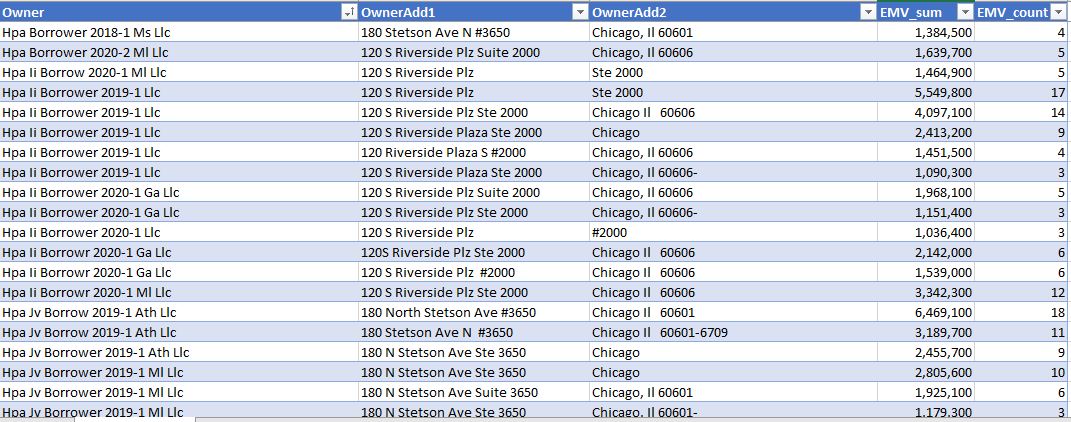 Owner OwnerAdd1 OwnerAdd2 EMV_sum EMV_count
Hpa Borrower 2018-1 Ms Llc 180 Stetson Ave N #3650 Chicago, Il 60601 1,384,500 4
Hpa Borrower 2020-2 Ml Llc 120 S Riverside Plz Suite 2000 Chicago, Il 60606 1,639,700 5
Hpa Ii Borrow 2020-1 Ml Llc 120 S Riverside Plz Ste 2000 1,464,900 5
Hpa Ii Borrower 2019-1 Llc 120 S Riverside Plz Ste 2000 5,549,800 17
Hpa Ii Borrower 2019-1 Llc 120 S Riverside Plz Ste 2000 Chicago Il 60606 4,097,100 14
Hpa Ii Borrower 2019-1 Llc 120 S Riverside Plaza Ste 2000 Chicago 2,413,200 9
Hpa Ii Borrower 2019-1 Llc 120 Riverside Plaza S #2000 Chicago, Il 60606 1,451,500 4
Hpa Ii Borrower 2019-1 Llc 120 S Riverside Plaza Ste 2000 Chicago, Il 60606- 1,090,300 3
Hpa Ii Borrower 2020-1 Ga Llc 120 S Riverside Plz Suite 2000 Chicago, Il 60606 1,968,100 5
Hpa Ii Borrower 2020-1 Ga Llc 120 S Riverside Plz Ste 2000 Chicago, Il 60606- 1,151,400 3
Hpa Ii Borrower 2020-1 Llc 120 S Riverside Plz #2000 1,036,400 3
Hpa Ii Borrowr 2020-1 Ga Llc 120S Riverside Plz Ste 2000 Chicago Il 60606 2,142,000 6
Hpa Ii Borrowr 2020-1 Ga Llc 120 S Riverside Plz #2000 Chicago Il 60606 1,539,000 6
Hpa Ii Borrowr 2020-1 Ml Llc 120 S Riverside Plz Ste 2000 Chicago Il 60606 3,342,300 12
Hpa Jv Borrow 2019-1 Ath Llc 180 North Stetson Ave #3650 Chicago Il 60601 6,469,100 18
Hpa Jv Borrow 2019-1 Ath Llc 180 Stetson Ave N #3650 Chicago Il 60601-6709 3,189,700 11
Hpa Jv Borrower 2019-1 Ath Llc 180 N Stetson Ave Ste 3650 Chicago 2,455,700 9
Hpa Jv Borrower 2019-1 Ml Llc 180 N Stetson Ave Ste 3650 Chicago 2,805,600 10
Hpa Jv Borrower 2019-1 Ml Llc 180 N Stetson Ave Suite 3650 Chicago, Il 60601 1,925,100 6
Hpa Jv Borrower 2019-1 Ml Llc 180 N Stetson Ave Ste 3650 Chicago, Il 60601- 1,179,300 3